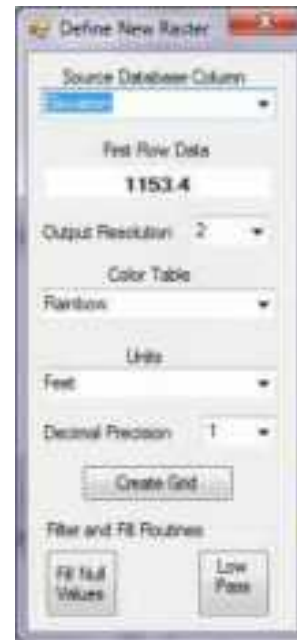 Define New Raster
Source Database Column
Elevation
First Row Data
1153.4
Output Resolution 2
Color Table
Rainbow
Units
Feet
Decimal Precision 1
Create Grid
Filter and Fill Routines
Fill Null
Values
Low
Pass